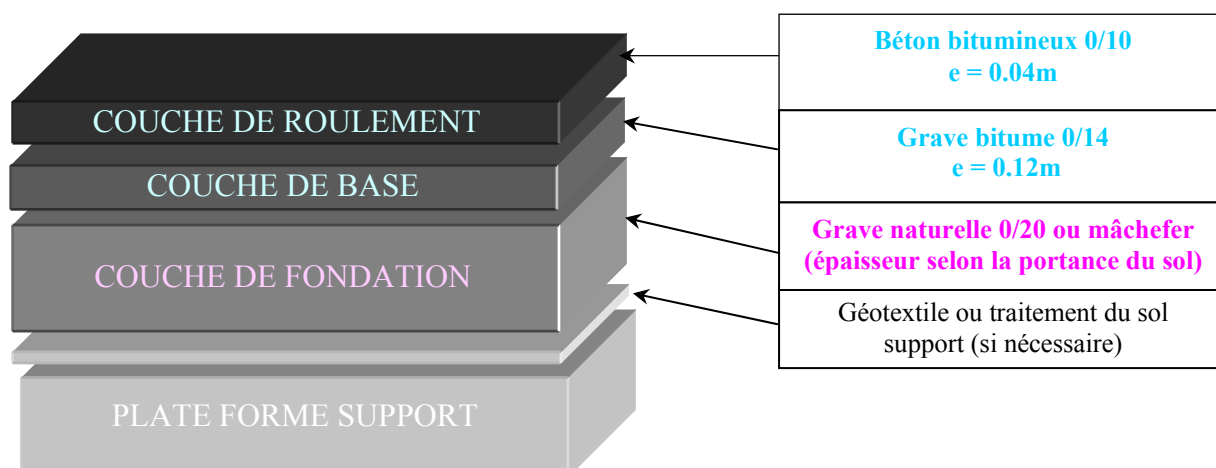 Béton bitumineux 0/10
e = 0.04m
COUCHE DE ROULEMENT
Grave bitume 0/14
e = 0.12m
COUCHE DE BASE
Grave naturelle 0/20 ou mâchefer
(épaisseur selon la portance du sol)
COUCHE DE FONDATION
Géotextile ou traitement du sol
support (si nécessaire)
PLATE FORME SUPPORT